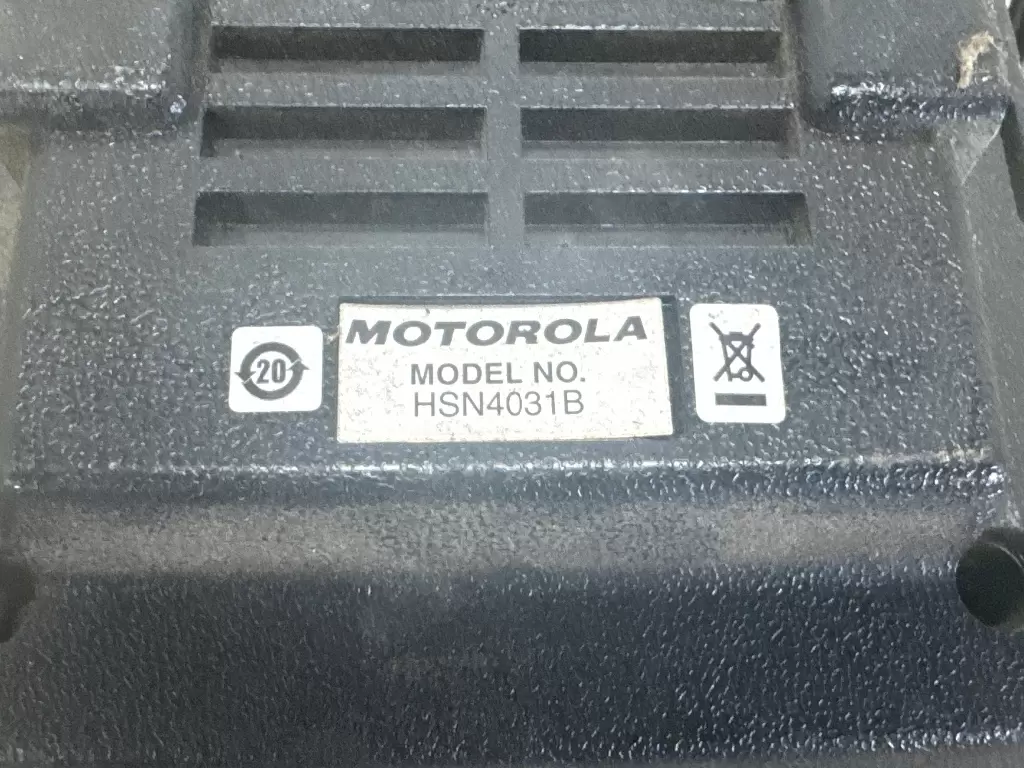 20
MOTOROLA
MODEL NO.
HSN4031B